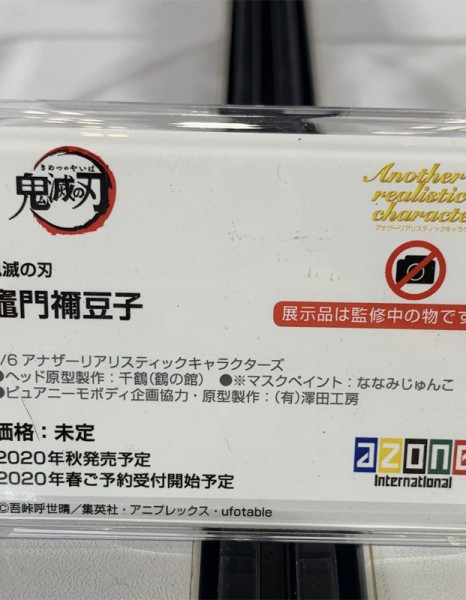 きめつのやいば
鬼滅の刃
Another
realistic
characte
アナザーリアリスティックキャラク
滅の刃
竈門禰豆子
展示品は監修中の物です
/6 アナザーリアリスティックキャラクターズ
●ヘッド原型製作：千鶴(鶴の館) ●※マスクペイント：ななみじゅんこ
●ピュアニーモボディ企画協力・原型製作：(有)澤田工房
価格：未定
2020年秋発売予定
2020年春ご予約受付開始予定
azone
International
©吾峠呼世晴／集英社・アニプレックス・ufotable